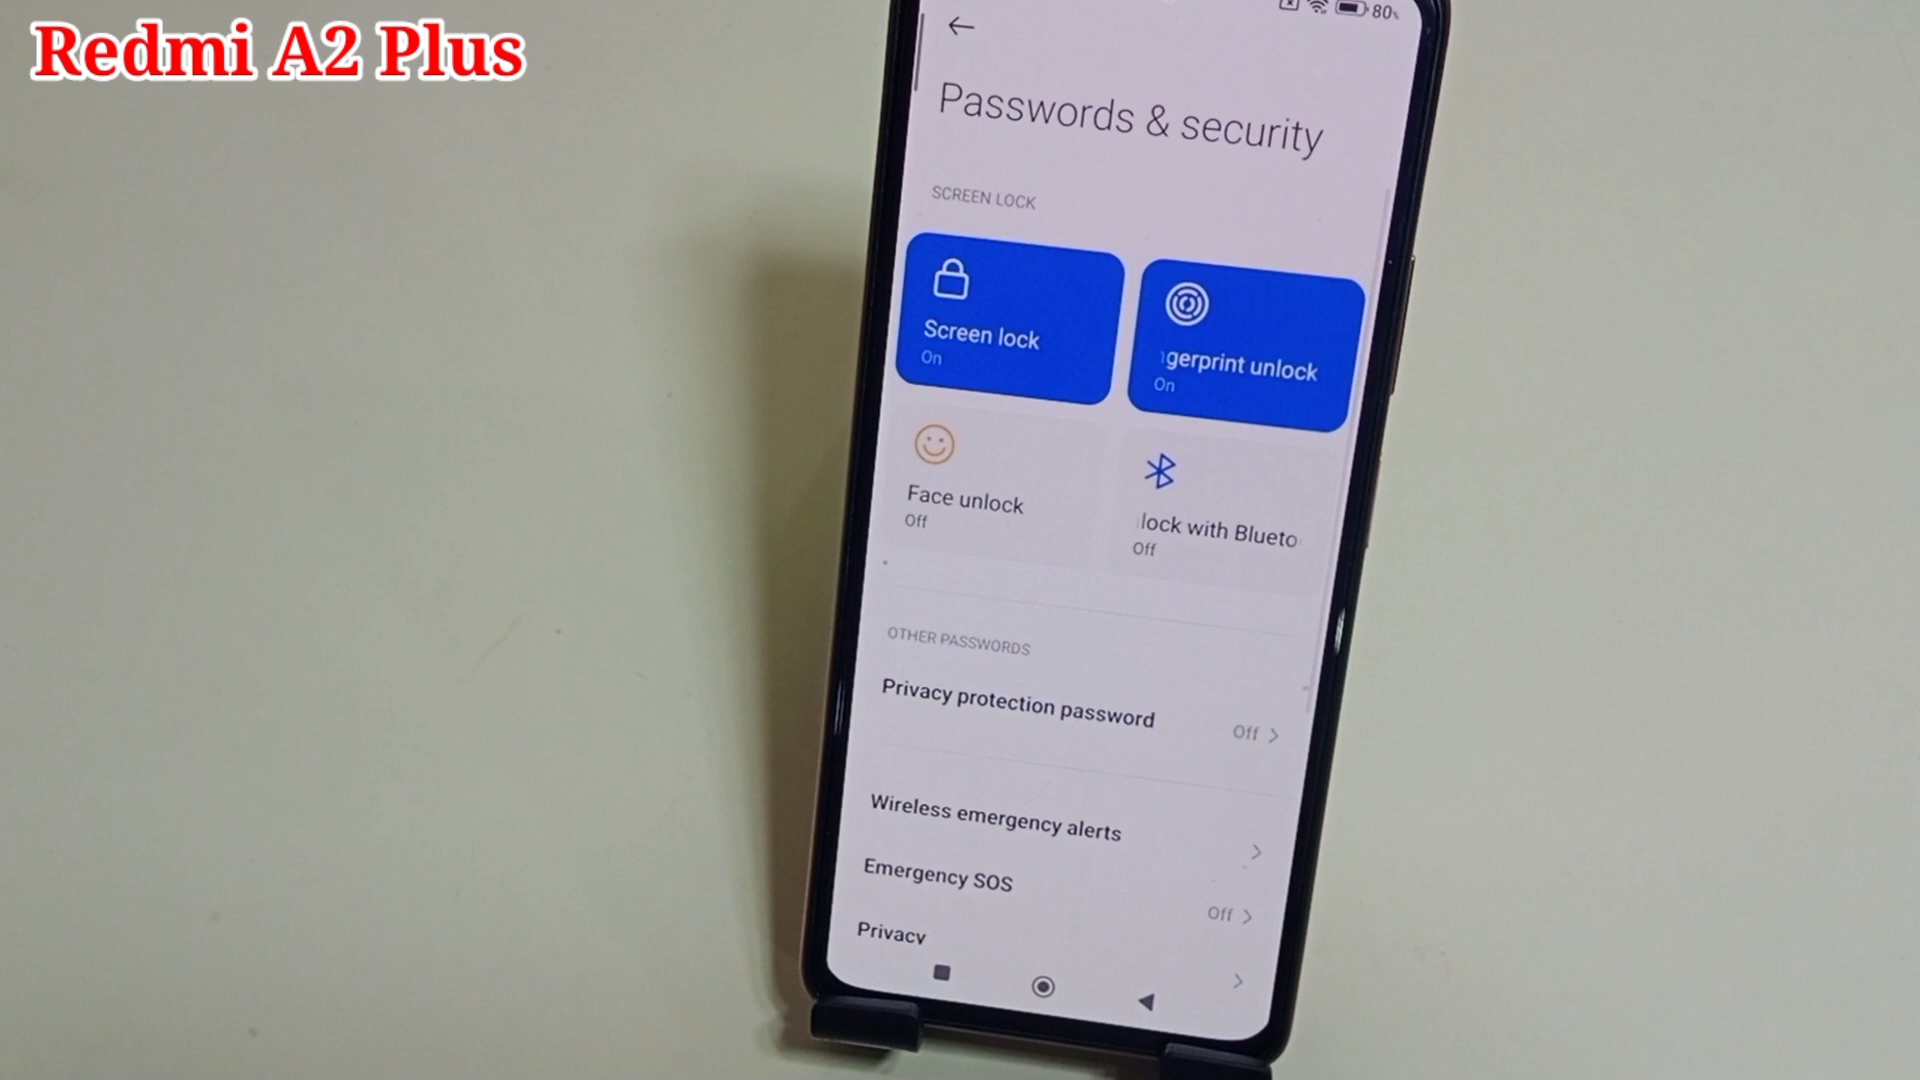 Redmi A2 Plus
80%
Passwords & security
SCREEN LOCK
Screen lock
On
gerprint unlock
On
Face unlock
Off
lock with Blueto
Off
OTHER PASSWORDS
Privacy protection password
Off
Wireless emergency alerts
Emergency SOS
Off
Privacy